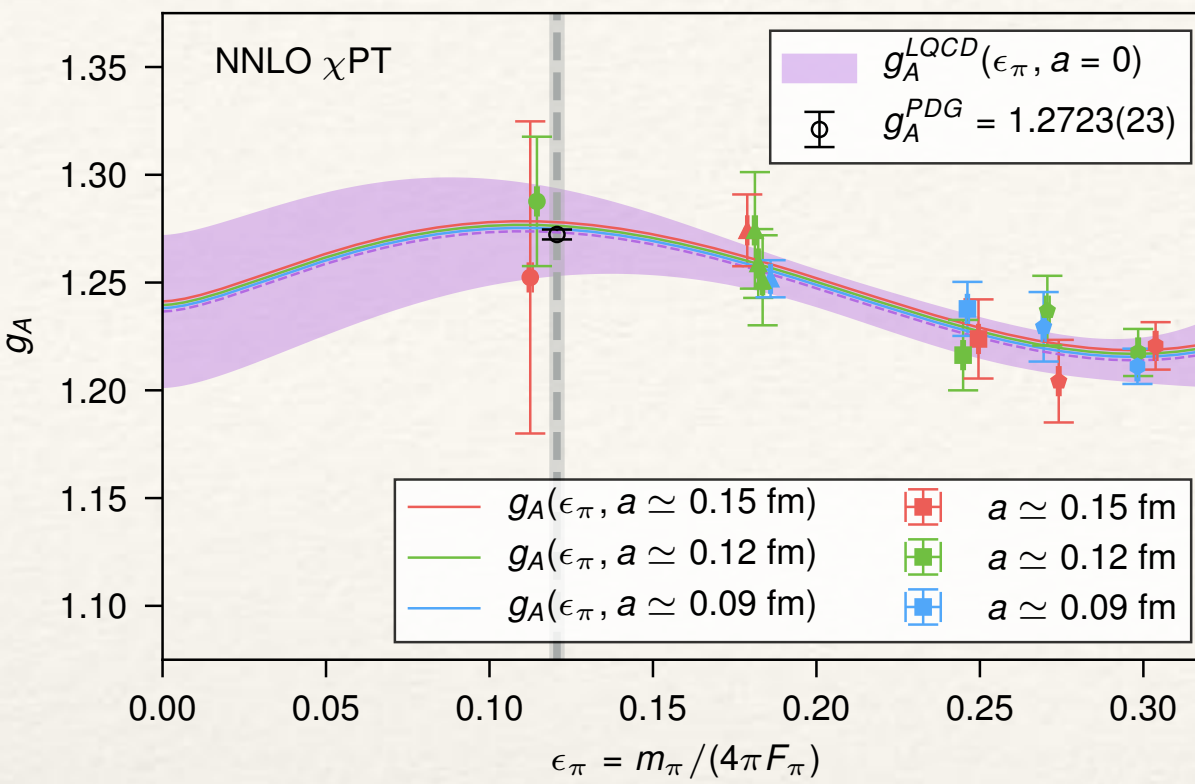 NNLO χPT
g_A^{LQCD}(ε_π, a = 0)
g_A^{PDG} = 1.2723(23)
1.35
1.30
1.25
1.20
1.15
1.10
g_A
g_A(ε_π, a ≃ 0.15 fm)
g_A(ε_π, a ≃ 0.12 fm)
g_A(ε_π, a ≃ 0.09 fm)
a ≃ 0.15 fm
a ≃ 0.12 fm
a ≃ 0.09 fm
0.00 0.05 0.10 0.15 0.20 0.25 0.30
ε_π = m_π/(4πF_π)